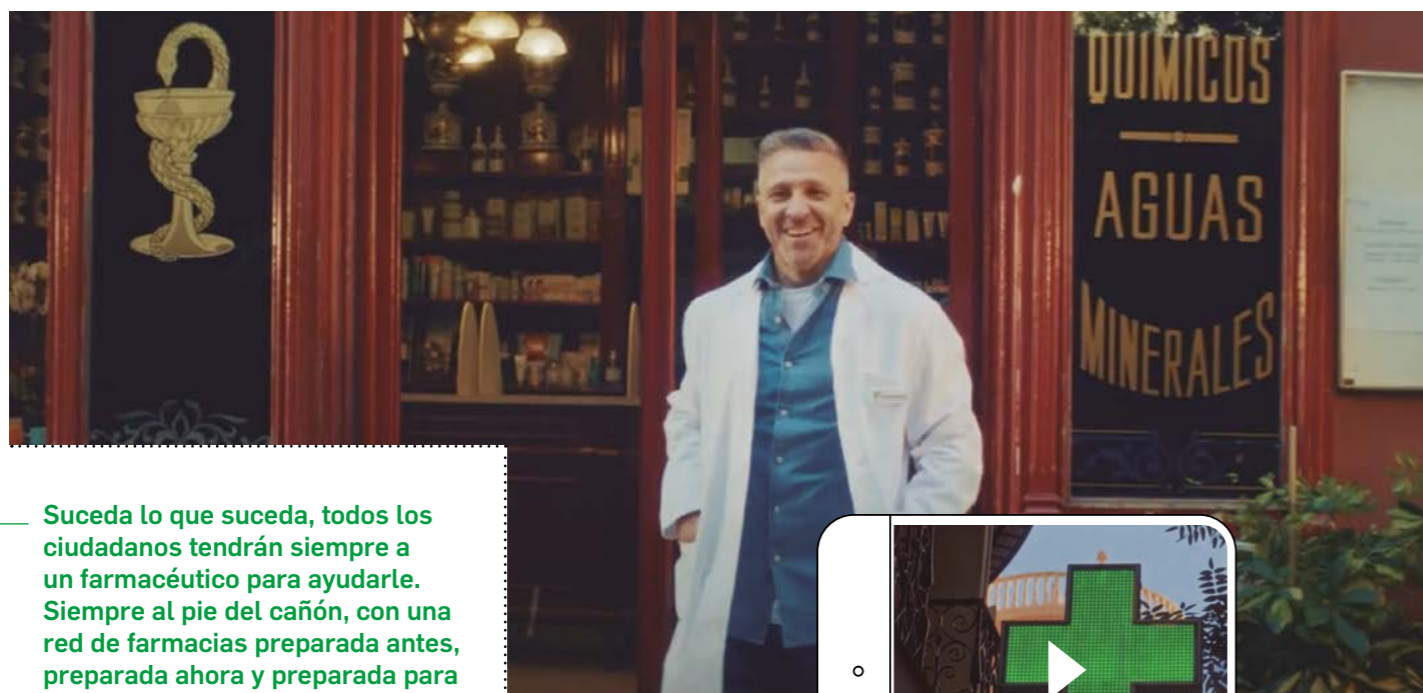 QUIMICOS
AGUAS
MINERALES
Suceda lo que suceda, todos los
ciudadanos tendrán siempre a
un farmacéutico para ayudarle.
Siempre al pie del cañón, con una
red de farmacias preparada antes,
preparada ahora y preparada para